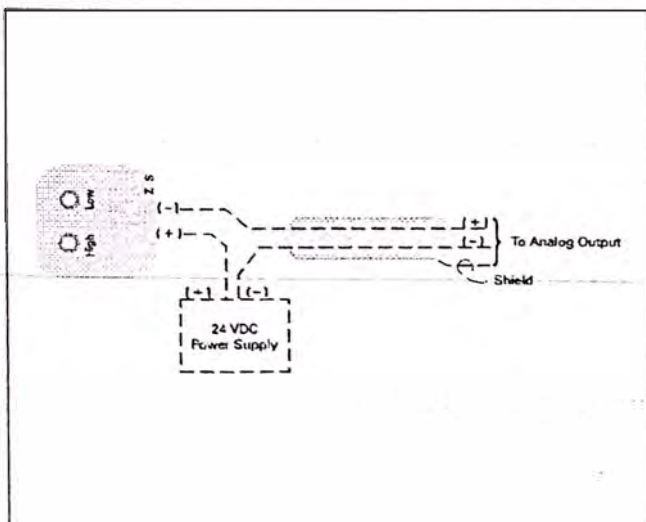 Z S
Low
(-)
(+)
(+)
High
(-)
To Analog Output
Shield
(+) (-)
24 VDC
Power Supply